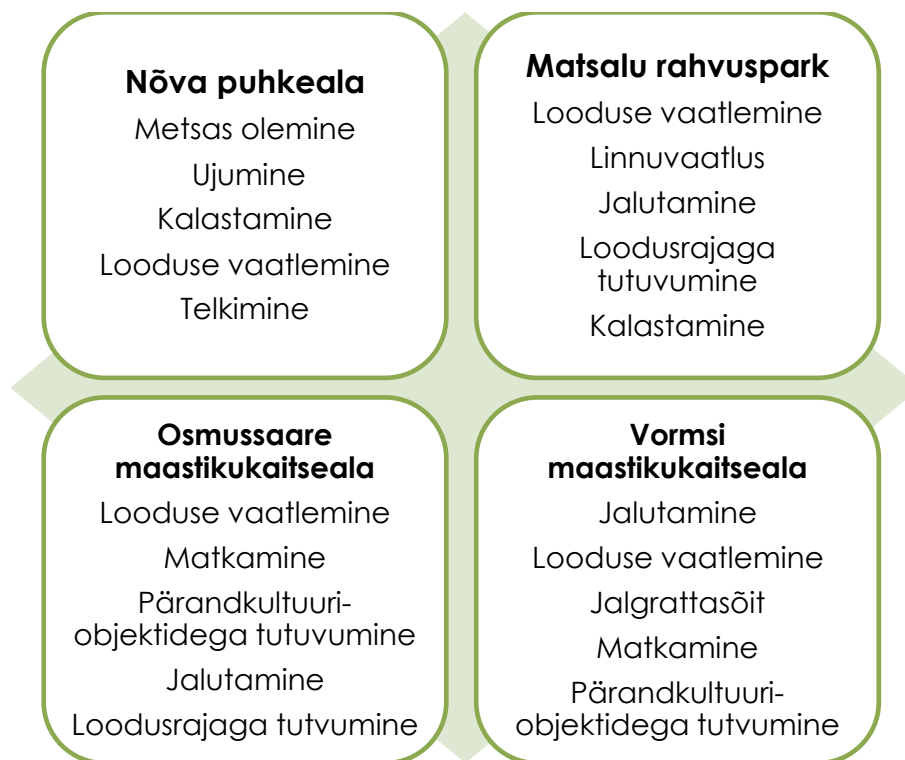 Nõva puhkeala
Metsas olemine
Ujumine
Kalastamine
Looduse vaatlemine
Telkimine
Matsalu rahvuspark
Looduse vaatlemine
Linnuvaatlus
Jalutamine
Loodusrajaga
tutuvumine
Kalastamine
Osmussaare
maastikukaitseala
Looduse vaatlemine
Matkamine
Pärandkultuuri-
objektidega tutuvumine
Jalutamine
Loodusrajaga tutvumine
Vormsi
maastikukaitseala
Jalutamine
Looduse vaatlemine
Jalgrattasõit
Matkamine
Pärandkultuuri-
objektidega tutvumine